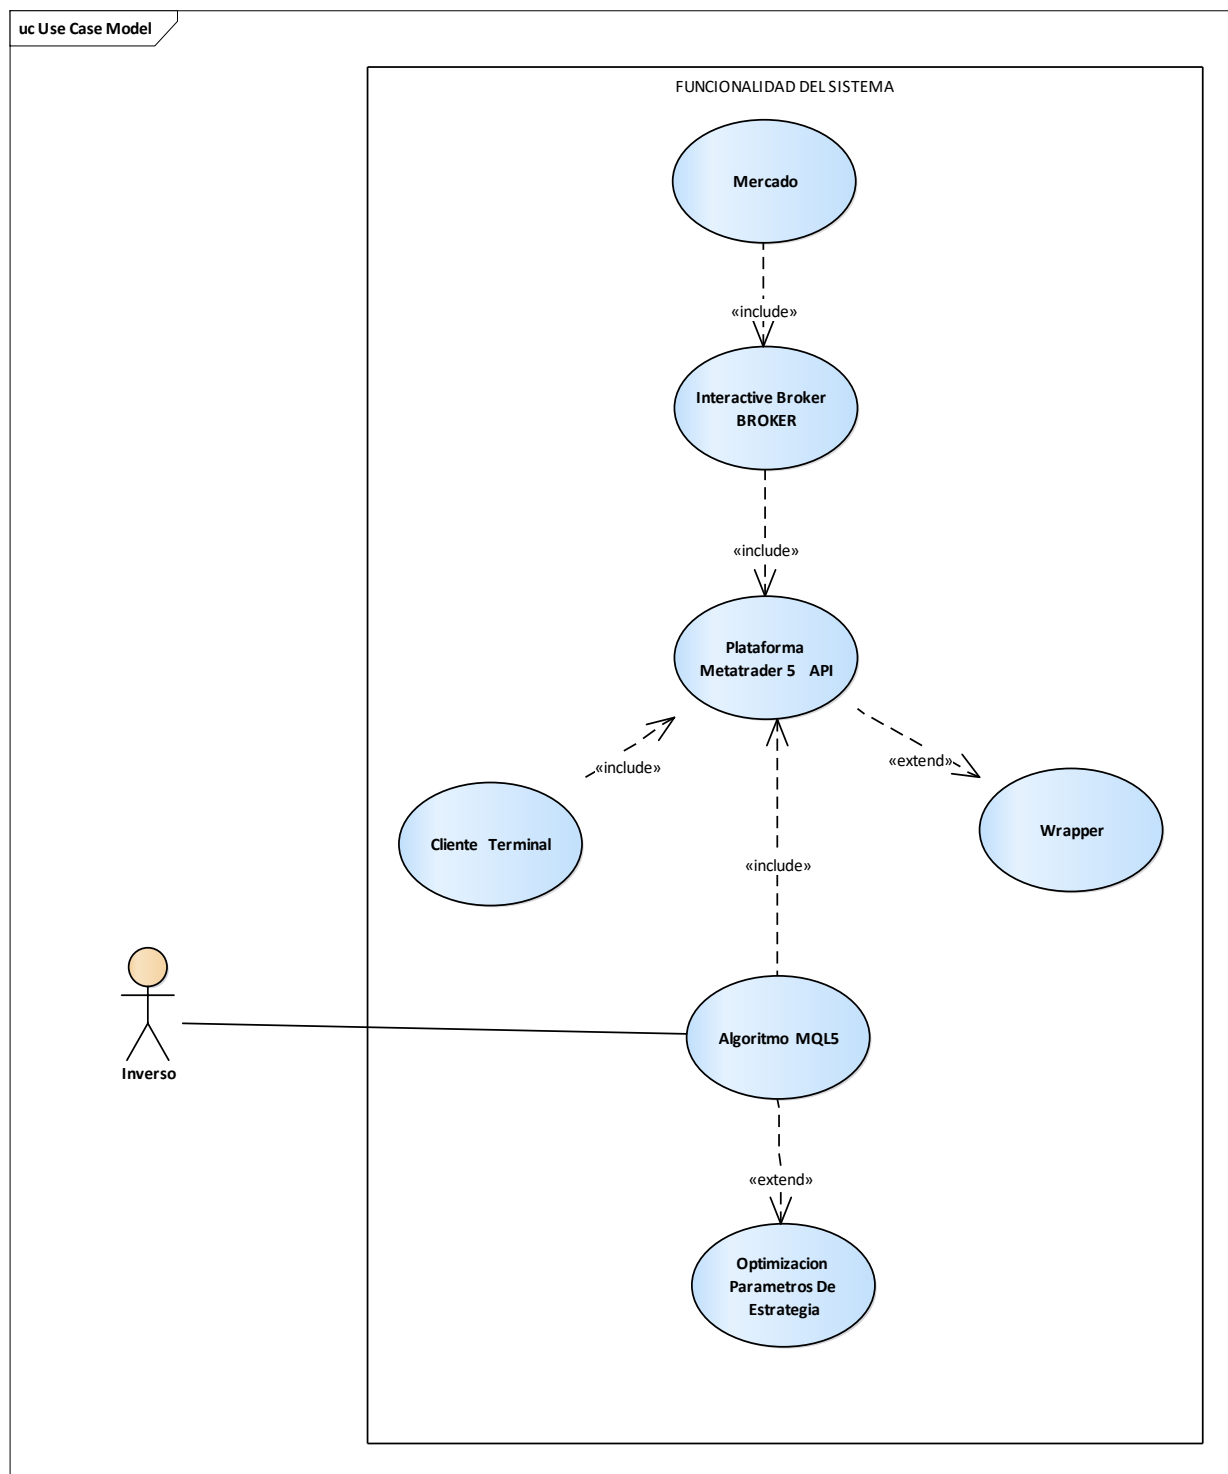 uc Use Case Model
FUNCIONALIDAD DEL SISTEMA
Mercado
«include»
Interactive Broker
BROKER
«include»
Plataforma
Metatrader 5 API
«include»
«extend»
Cliente Terminal
Wrapper
«include»
Inverso
Algoritmo MQL5
«extend»
Optimizacion
Parametros De
Estrategia